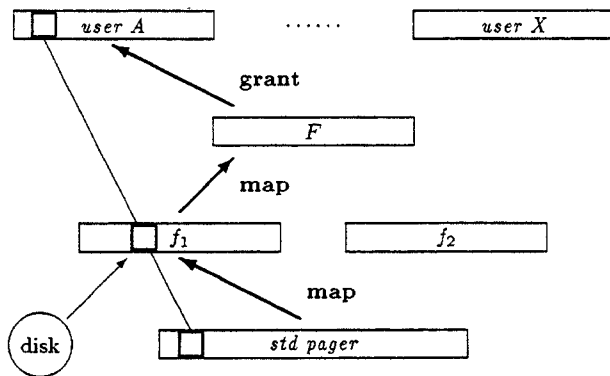 user A ...... user X
grant
F
map
f₁ f₂
map
disk std pager